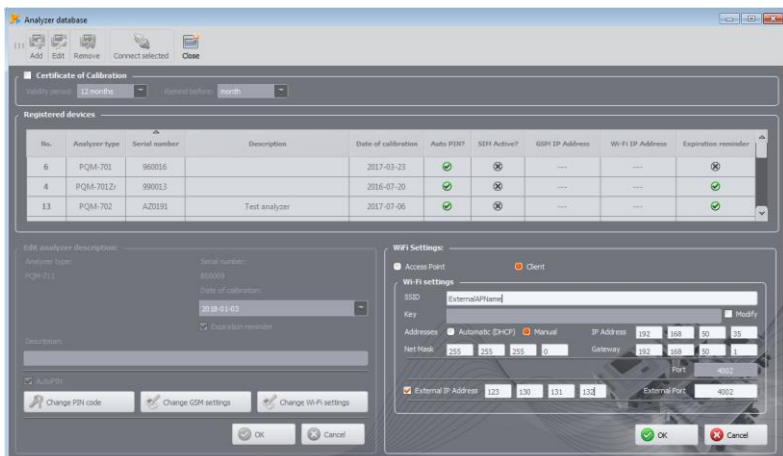 Analyzer database
Add Edit Remove Connect selected Close
Certificate of Calibration
Validity period: 12 months Remind before: month
Registered devices
No. Analyzer type Serial number Description Date of calibration Auto PIN? SIM Active? GSM IP Address Wi-Fi IP Address Expiration reminder
6 PQM-701 960016 2017-03-23 --- ---
4 PQM-701Zr 990013 2016-07-20 --- ---
13 PQM-702 AZ0191 Test analyzer 2017-07-06 --- ---
Edit analyzer description:
Analyzer type: Serial number:
PQM-711
Date of calibration:
2018-01-03
Expiration reminder
Description:
AutoPIN
Change PIN code Change GSM settings Change Wi-Fi settings
OK Cancel
WiFi Settings:
Access Point Client
Wi-Fi settings
SSID ExternalAPName
Key Modify
Addresses Automatic (DHCP) Manual IP Address 192 168 50 35
Net Mask 255 255 255 0 Gateway 192 168 50 1
Port 4002
External IP Address 123 130 131 132 External Port 4002
OK Cancel